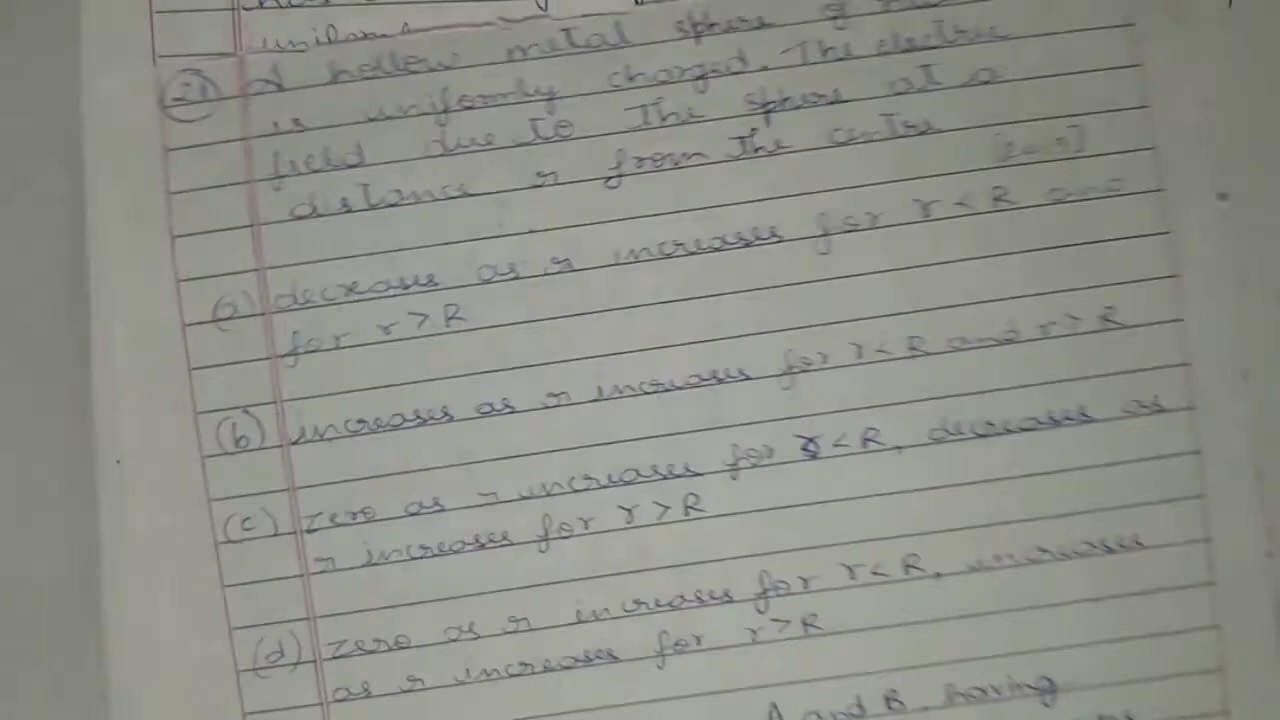 uniform
21 A hollow metal sphere of
is uniformly charged. The electric
field due to the sphere at a
distance r from the centre
(a) decreases as r increases for r < R and
for r > R
(b) increases as r increases for r < R and r > R
(c) zero as r increases for r < R, decreases as
r increases for r > R
(d) zero as r increases for r < R, increases
as r increases for r > R
A and B having